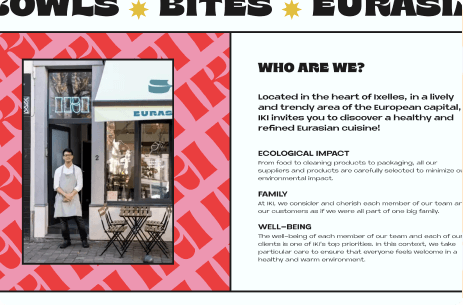 BOWLS ✷ BITES ✷ EURASIA
IKI
EURAS
2
WHO ARE WE?
Located in the heart of Ixelles, in a lively
and trendy area of the European capital,
IKI invites you to discover a healthy and
refined Eurasian cuisine!
ECOLOGICAL IMPACT
From food to cleaning products to packaging, all our
suppliers and products are carefully selected to minimize o
environmental impact.
FAMILY
At IKI, we consider and cherish each member of our team an
our customers as if we were all part of one big family.
WELL-BEING
The well-being of each member of our team and each of our
clients is one of IKI's top priorities. In this context, we take
particular care to ensure that everyone feels welcome in a
healthy and warm environment.